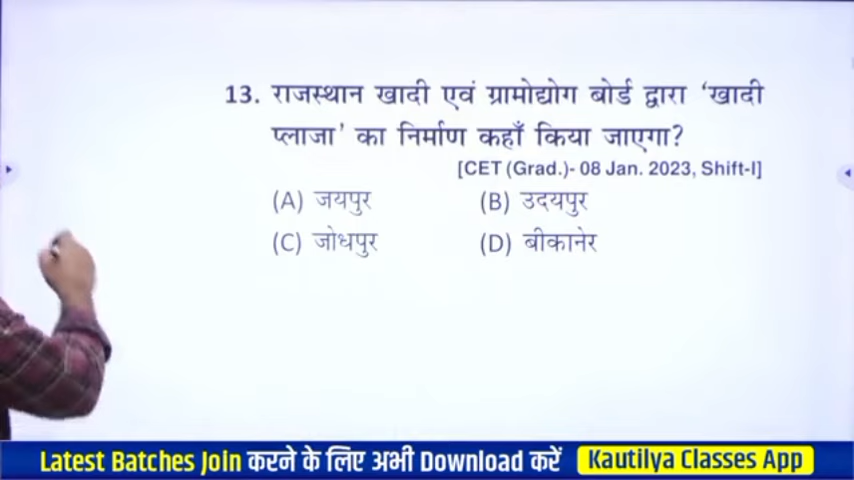 13. राजस्थान खादी एवं ग्रामोद्योग बोर्ड द्वारा ‘खादी
प्लाजा’ का निर्माण कहाँ किया जाएगा?
[CET (Grad.)- 08 Jan. 2023, Shift-I]
(A) जयपुर (B) उदयपुर
(C) जोधपुर (D) बीकानेर
Latest Batches Join करने के लिए अभी Download करें Kautilya Classes App